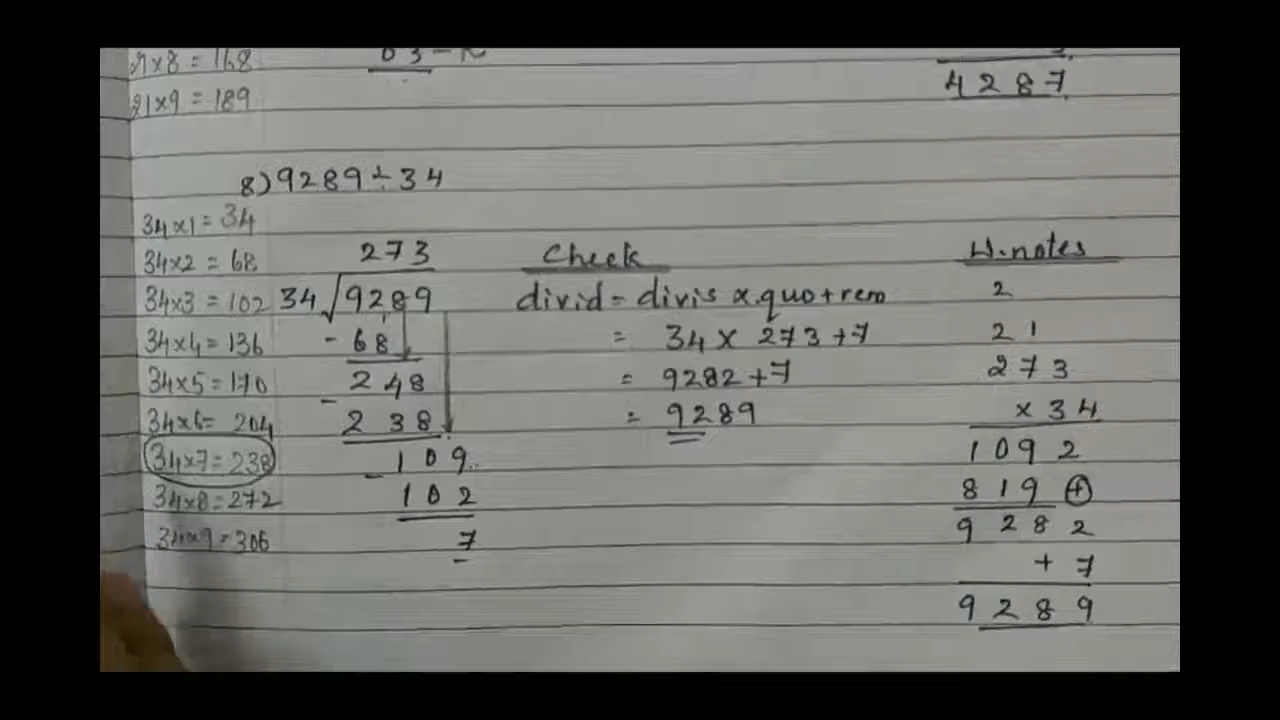 21x8 = 168
21x9 = 189
4287
8) 9289 ÷ 34
34x1 = 34
34x2 = 68
34x3 = 102
34x4 = 136
34x5 = 170
34x6= 204
34x7 = 238
34x8 = 272
34x9 = 306
273
34 9289
- 68
248
- 238
109
- 102
7
Check
divid = divis x quo + rem
= 34 x 273 + 7
= 9282 + 7
= 9289
W.notes
2
21
273
x 34
1092
819 +
9282
+ 7
9289